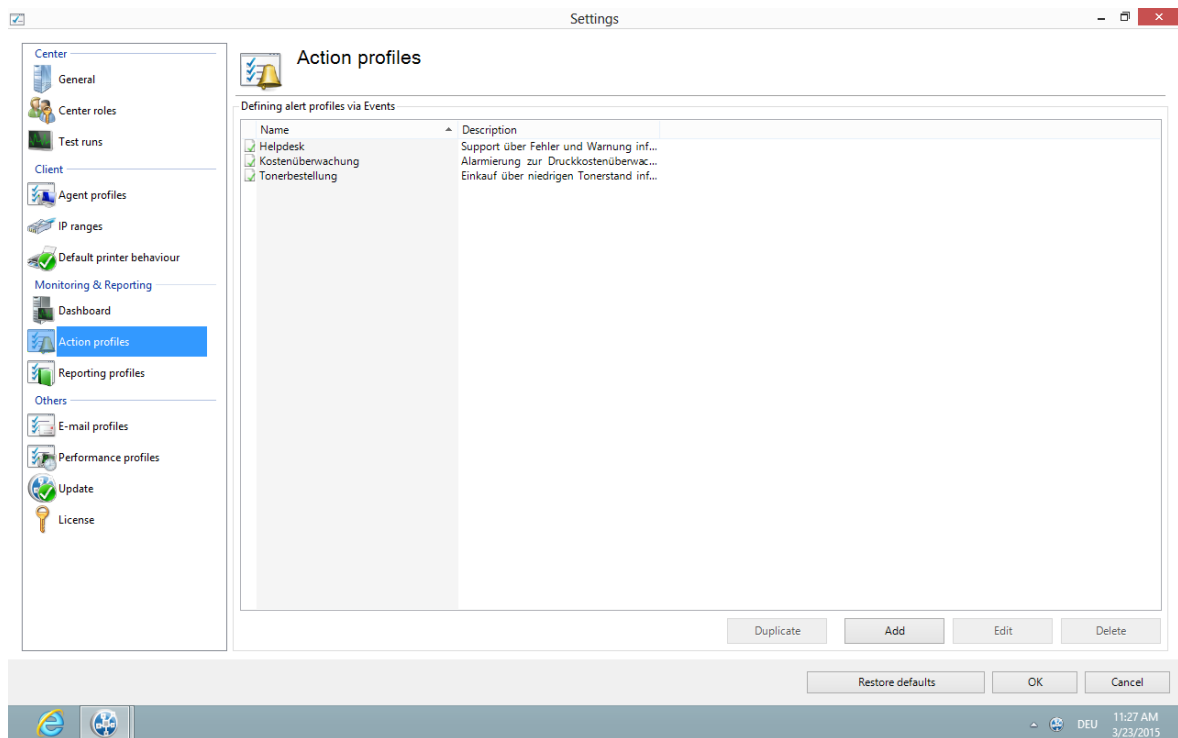 Settings
Center
General
Center roles
Test runs
Client
Agent profiles
IP ranges
Default printer behaviour
Monitoring & Reporting
Dashboard
Action profiles
Reporting profiles
Others
E-mail profiles
Performance profiles
Update
License
Action profiles
Defining alert profiles via Events
Name Description
Helpdesk Support über Fehler und Warnung inf...
Kostenüberwachung Alarmierung zur Druckkostenüberwac...
Tonerbestellung Einkauf über niedrigen Tonerstand inf...
Duplicate Add Edit Delete
Restore defaults OK Cancel
DEU
11:27 AM
3/23/2015